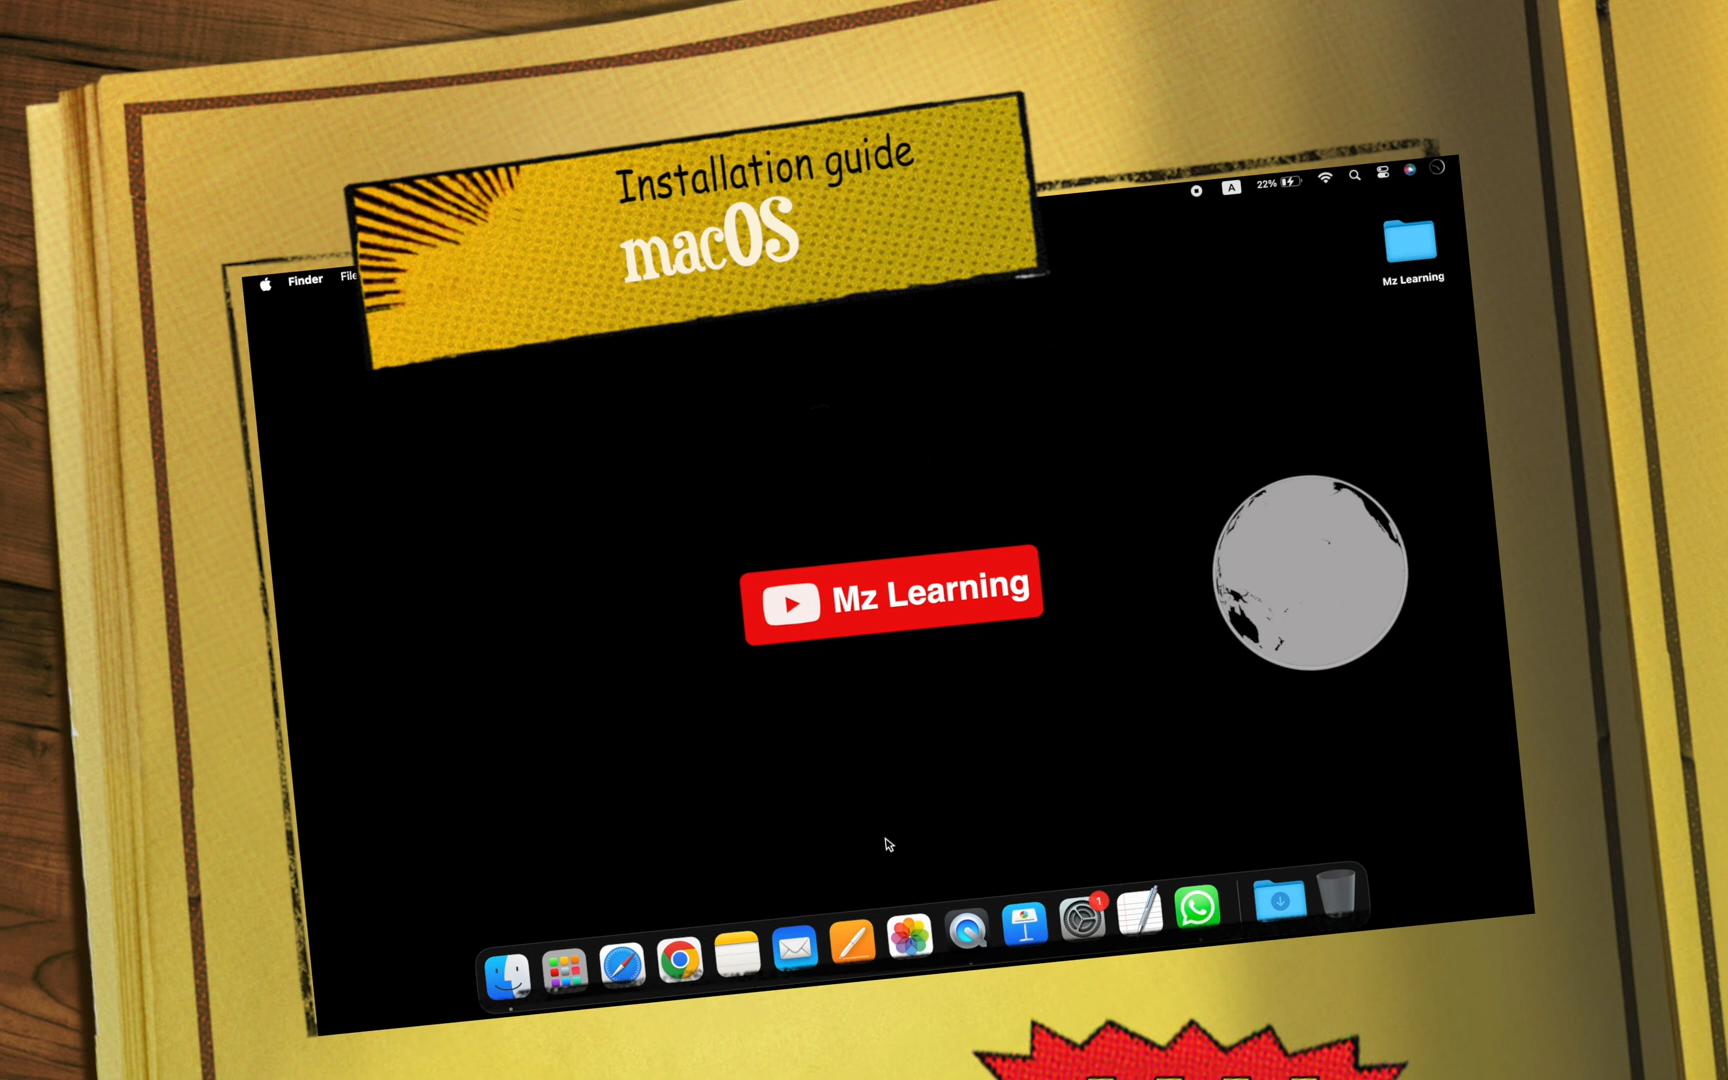 Installation guide
macOS
Finder File
A 22%
Mz Learning
Mz Learning
1